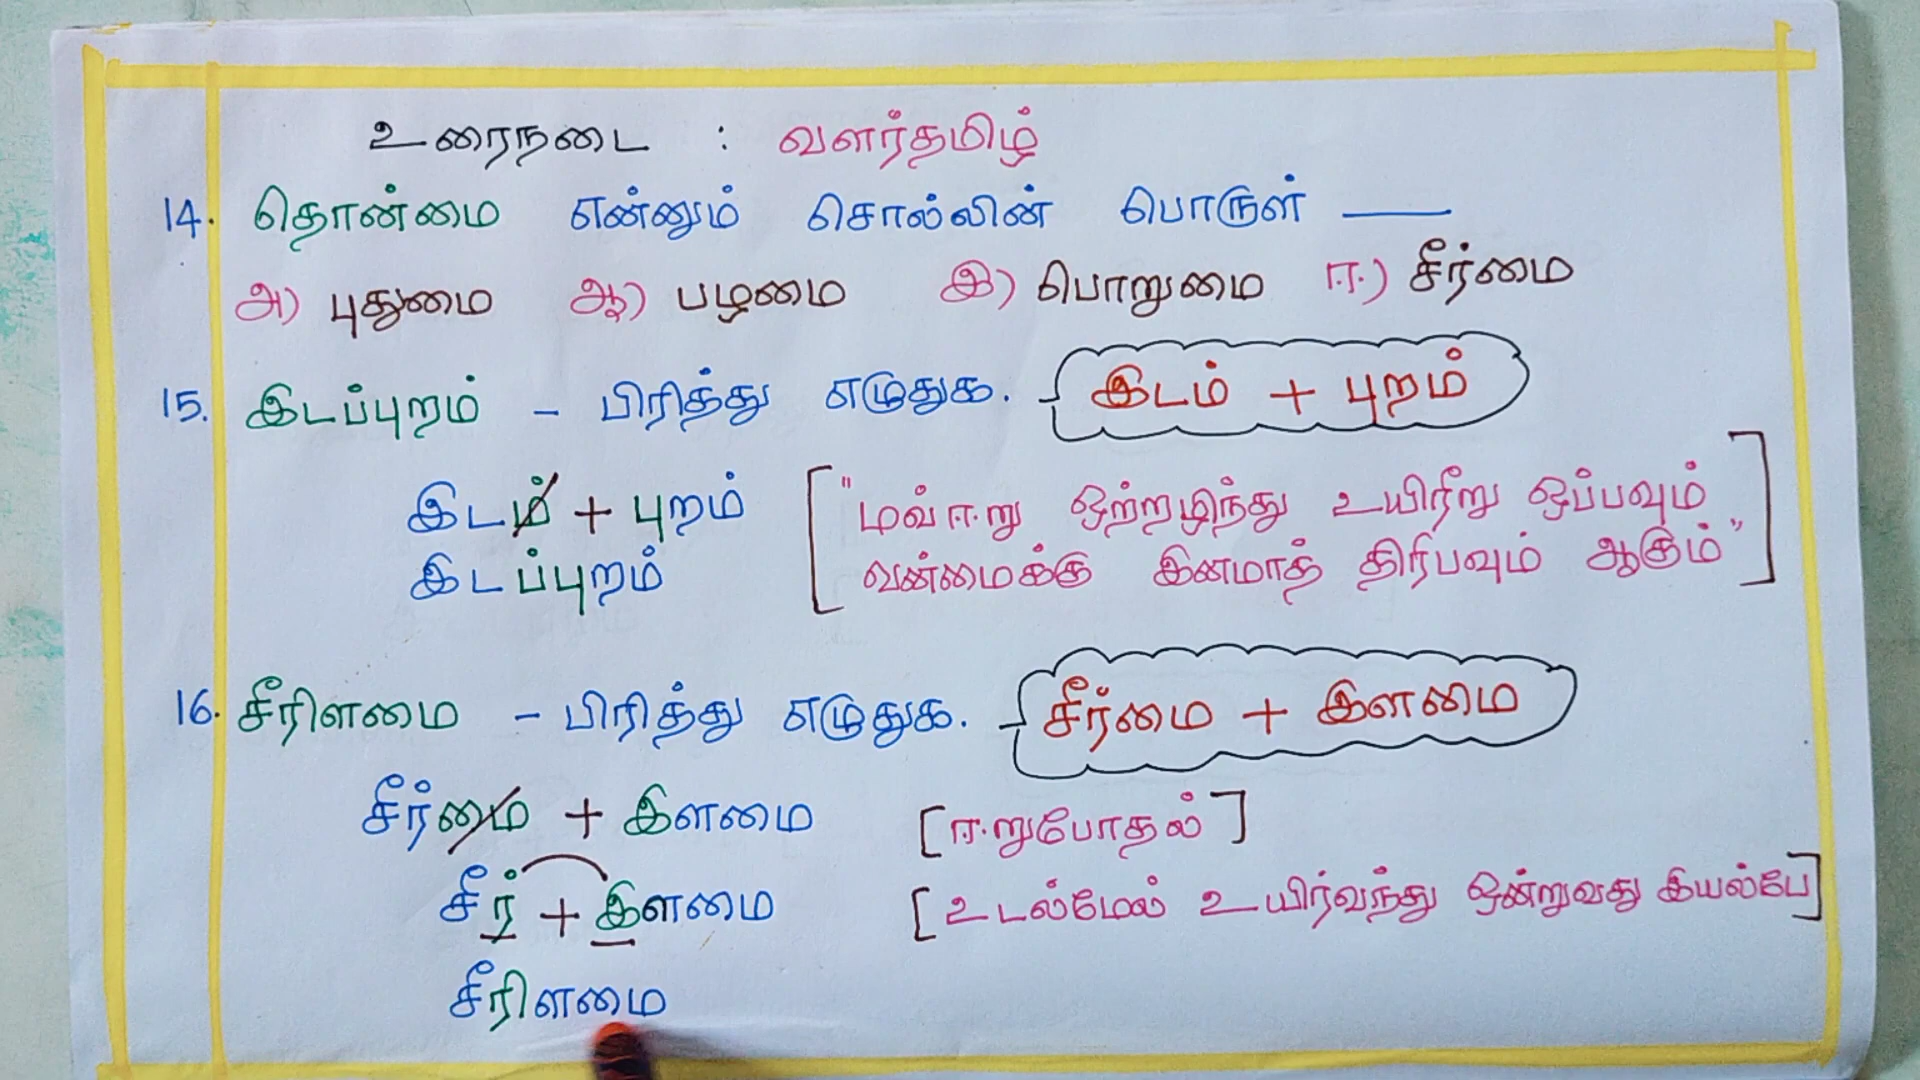 உரைநடை : வளர்தமிழ்
14. தொன்மை என்னும் சொல்லின் பொருள் ____
அ) புதுமை ஆ) பழமை இ) பொறுமை ஈ) சீர்மை
15. இடப்புறம் - பிரித்து எழுதுக. இடம் + புறம்
இடம் + புறம் ["மவ்ஈறு ஒற்றழிந்து உயிரீறு ஒப்பவும்
இடப்புறம் வன்மைக்கு இனமாத் திரிபவும் ஆகும்"]
16. சீரிளமை - பிரித்து எழுதுக. சீர்மை + இளமை
சீர்மை + இளமை [ஈறுபோதல்]
சீர் + இளமை [உடல்மேல் உயிர்வந்து ஒன்றுவது இயல்பே]
சீரிளமை